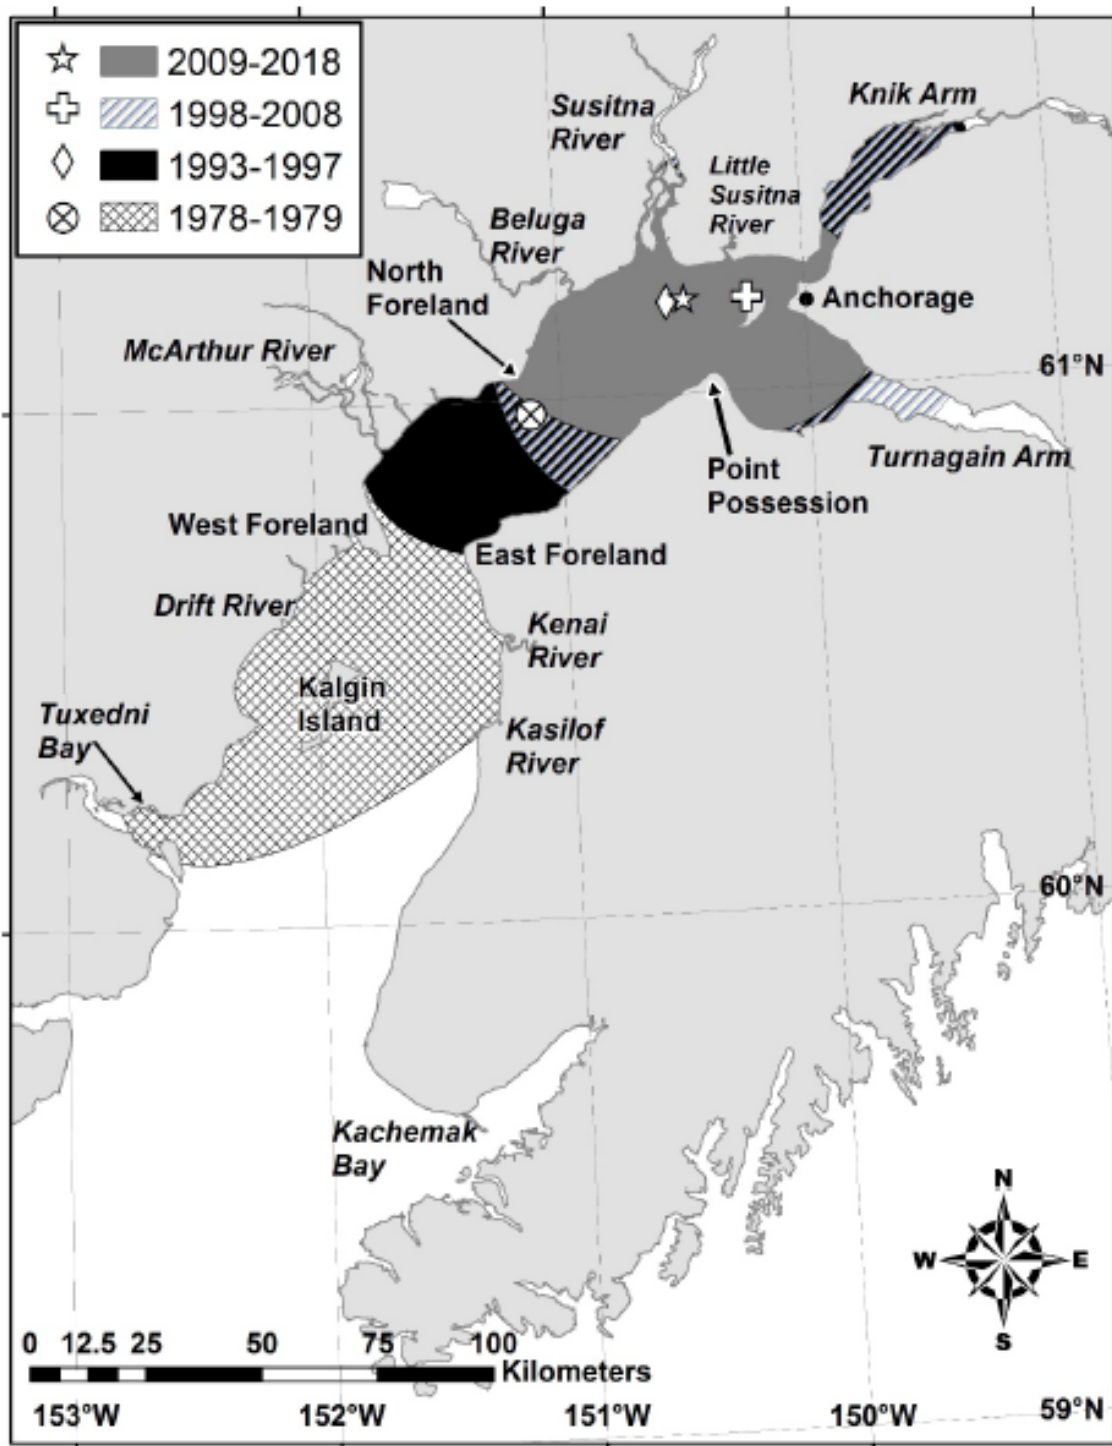 2009-2018
1998-2008
1993-1997
1978-1979
Susitna
River
Knik Arm
Little
Susitna
River
Beluga
River
North
Foreland
Anchorage
McArthur River
61°N
Turnagain Arm
Point
Possession
West Foreland
East Foreland
Drift River
Kenai
River
Kalgin
Island
Tuxedni
Bay
Kasilof
River
60°N
Kachemak
Bay
N
W E
S
0 12.5 25 50 75 100
Kilometers
153°W 152°W 151°W 150°W 59°N